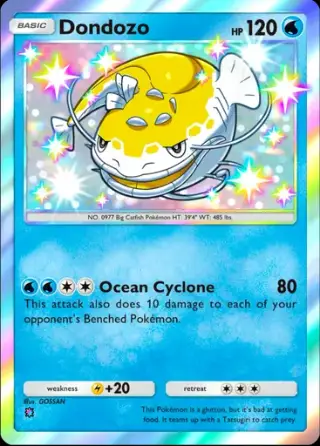 BASIC Dondozo HP 120
NO. 0977 Big Catfish Pokémon HT: 39'4" WT: 485 lbs.
Ocean Cyclone 80
This attack also does 10 damage to each of your
opponent's Benched Pokémon.
weakness +20 retreat
Illus. GOSSAN
This Pokémon is a glutton, but it's bad at getting
food. It teams up with a Tatsugiri to catch prey.